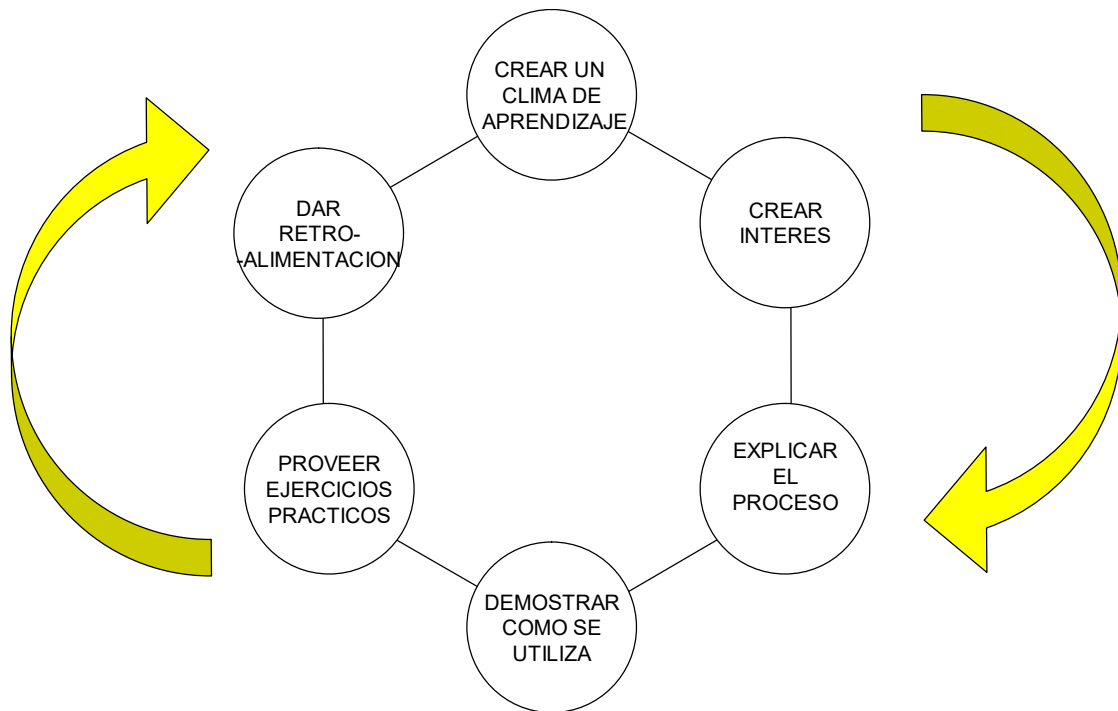 CREAR UN
CLIMA DE
APRENDIZAJE
CREAR
INTERES
EXPLICAR
EL
PROCESO
DEMOSTRAR
COMO SE
UTILIZA
PROVEER
EJERCICIOS
PRACTICOS
DAR
RETRO-
-ALIMENTACION